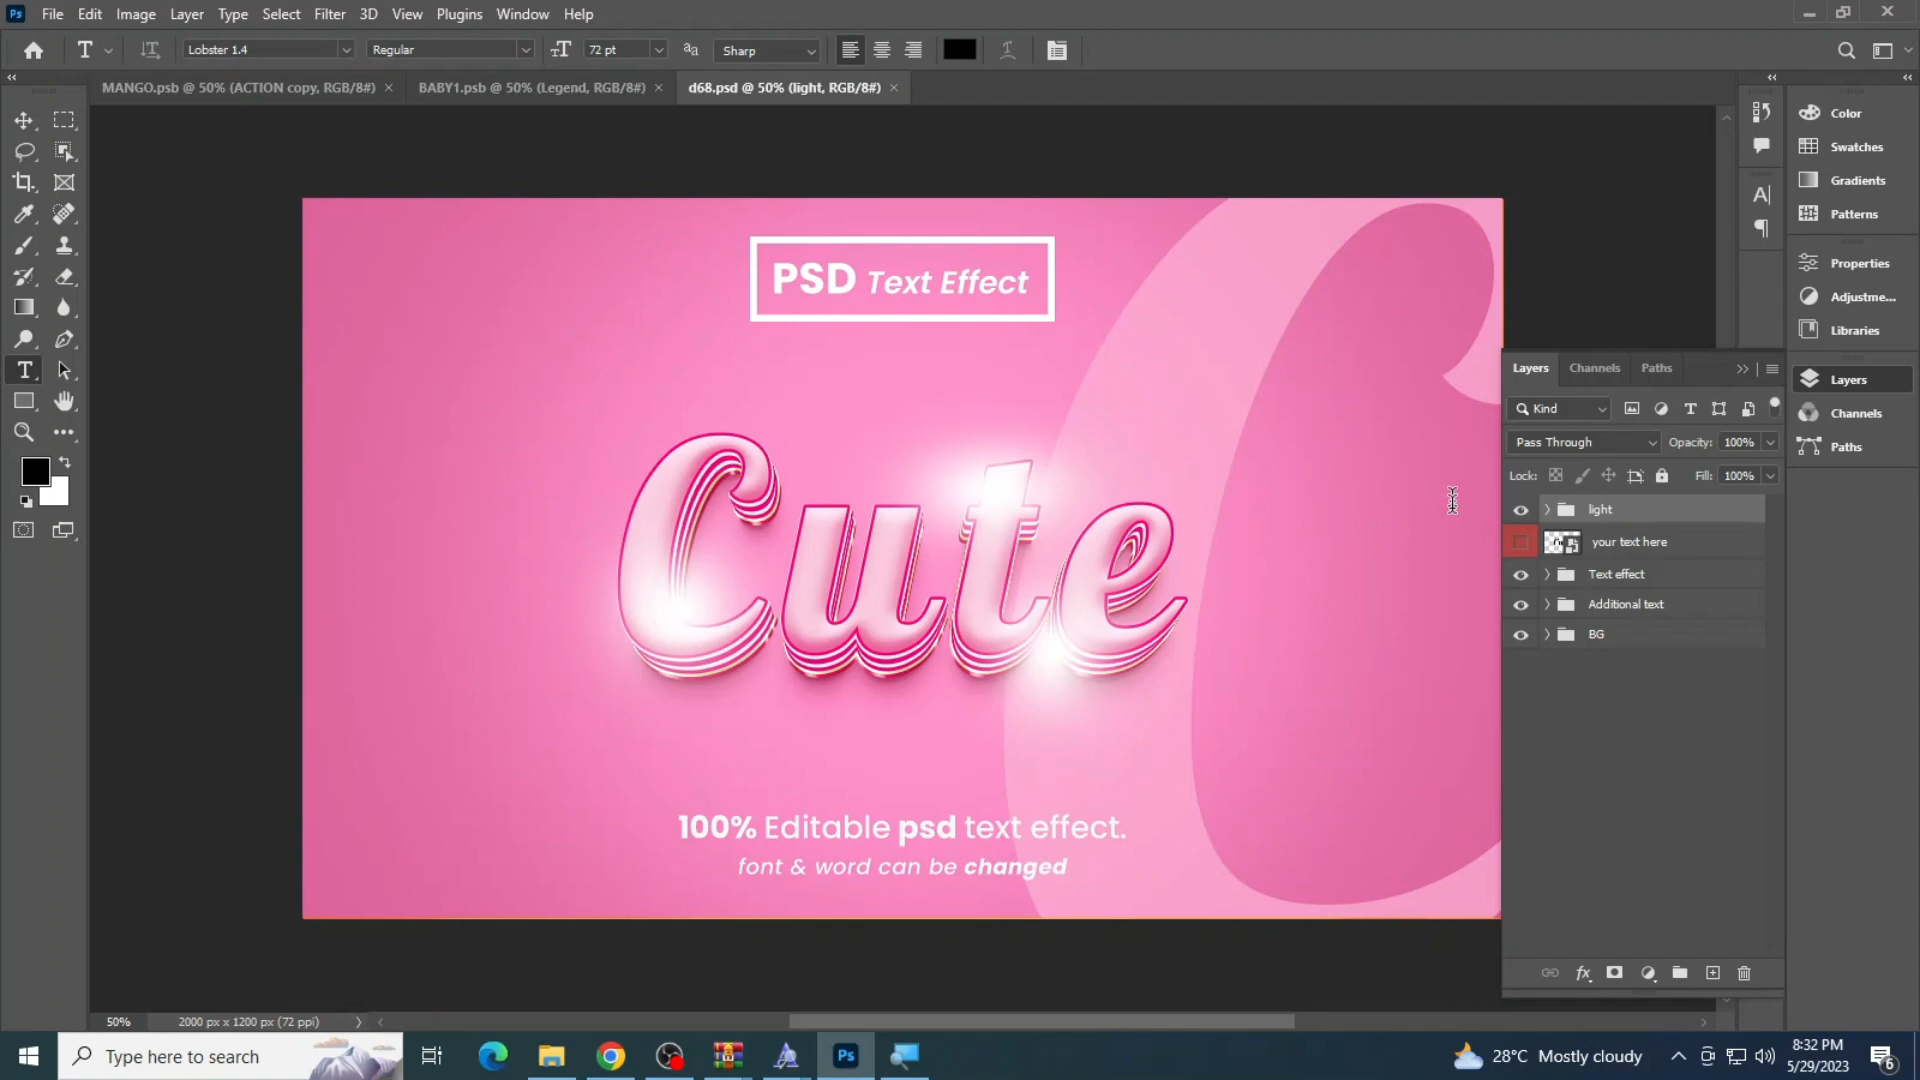 File Edit Image Layer Type Select Filter 3D View Plugins Window Help
Lobster 1.4 Regular 72 pt Sharp
MANGO.psb @ 50% (ACTION copy, RGB/8#) × BABY1.psb @ 50% (Legend, RGB/8#) × d68.psd @ 50% (light, RGB/8#) ×
Color
Swatches
Gradients
Patterns
Properties
Adjustme...
Libraries
Layers
Channels
Paths
PSD Text Effect
Cute
100% Editable psd text effect.
font & word can be changed
Layers Channels Paths
Kind
Pass Through Opacity: 100%
Lock: Fill: 100%
light
your text here
Text effect
Additional text
BG
50% 2000 px x 1200 px (72 ppi)
Type here to search
28°C Mostly cloudy
8:32 PM
5/29/2023
6